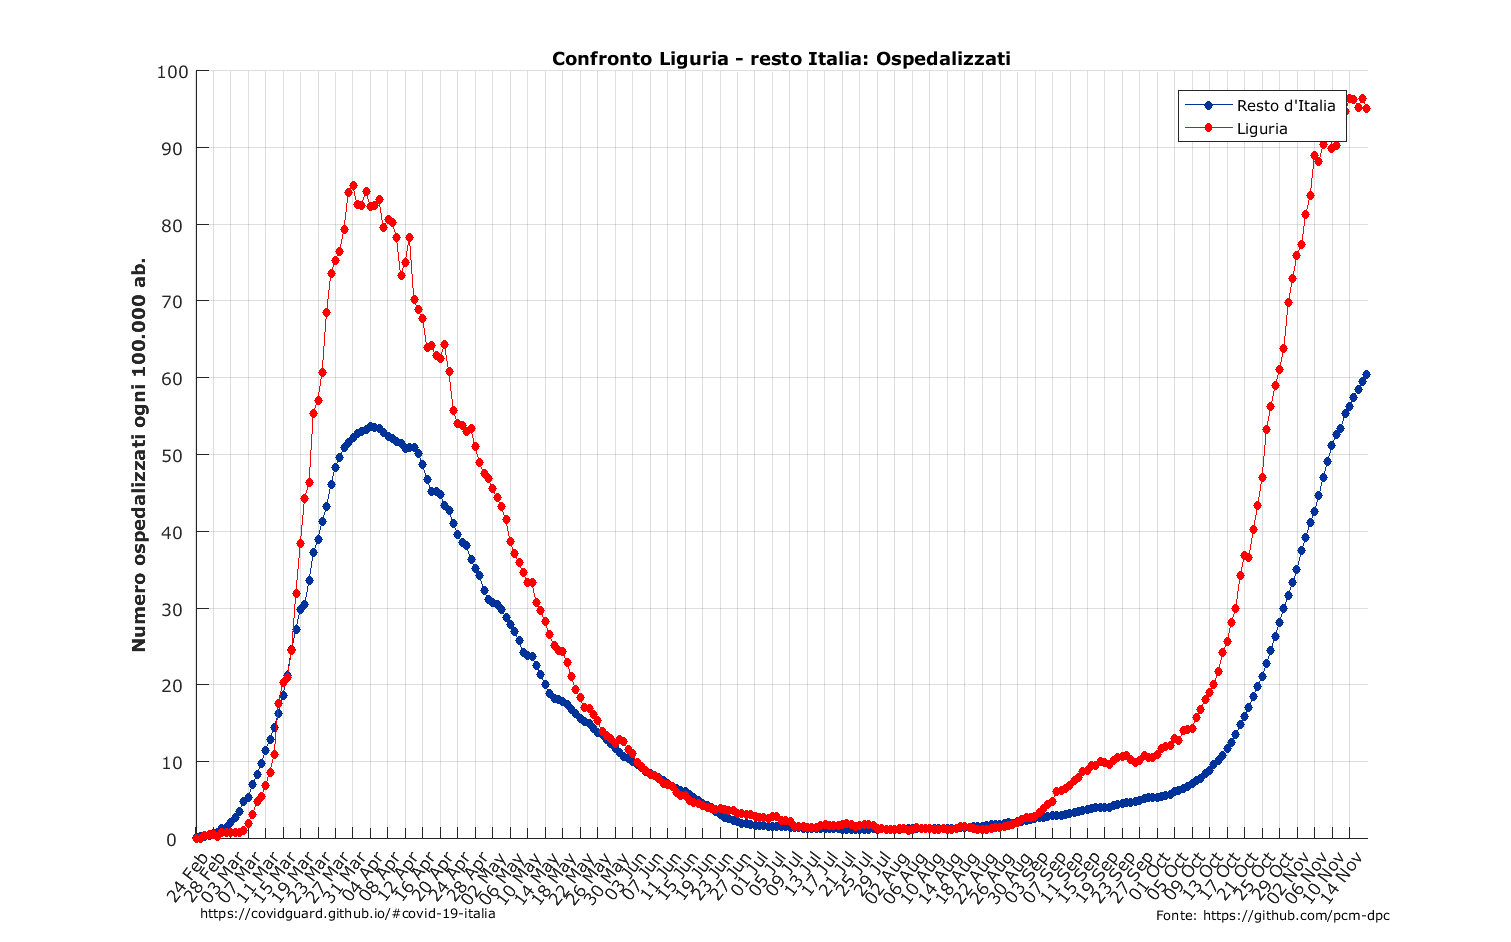 Confronto Liguria - resto Italia: Ospedalizzati
Numero ospedalizzati ogni 100.000 ab.
100
90
80
70
60
50
40
30
20
10
0
Resto d'Italia
Liguria
24 Feb
28 Feb
03 Mar
07 Mar
11 Mar
15 Mar
19 Mar
23 Mar
27 Mar
31 Mar
04 Apr
08 Apr
12 Apr
16 Apr
20 Apr
24 Apr
28 Apr
02 May
06 May
10 May
14 May
18 May
22 May
26 May
30 May
03 Jun
07 Jun
11 Jun
15 Jun
19 Jun
23 Jun
27 Jun
01 Jul
05 Jul
09 Jul
13 Jul
17 Jul
21 Jul
25 Jul
29 Jul
02 Aug
06 Aug
10 Aug
14 Aug
18 Aug
22 Aug
26 Aug
30 Aug
03 Sep
07 Sep
11 Sep
15 Sep
19 Sep
23 Sep
27 Sep
01 Oct
05 Oct
09 Oct
13 Oct
17 Oct
21 Oct
25 Oct
29 Oct
02 Nov
06 Nov
10 Nov
14 Nov
https://covidguard.github.io/#covid-19-italia
Fonte: https://github.com/pcm-dpc